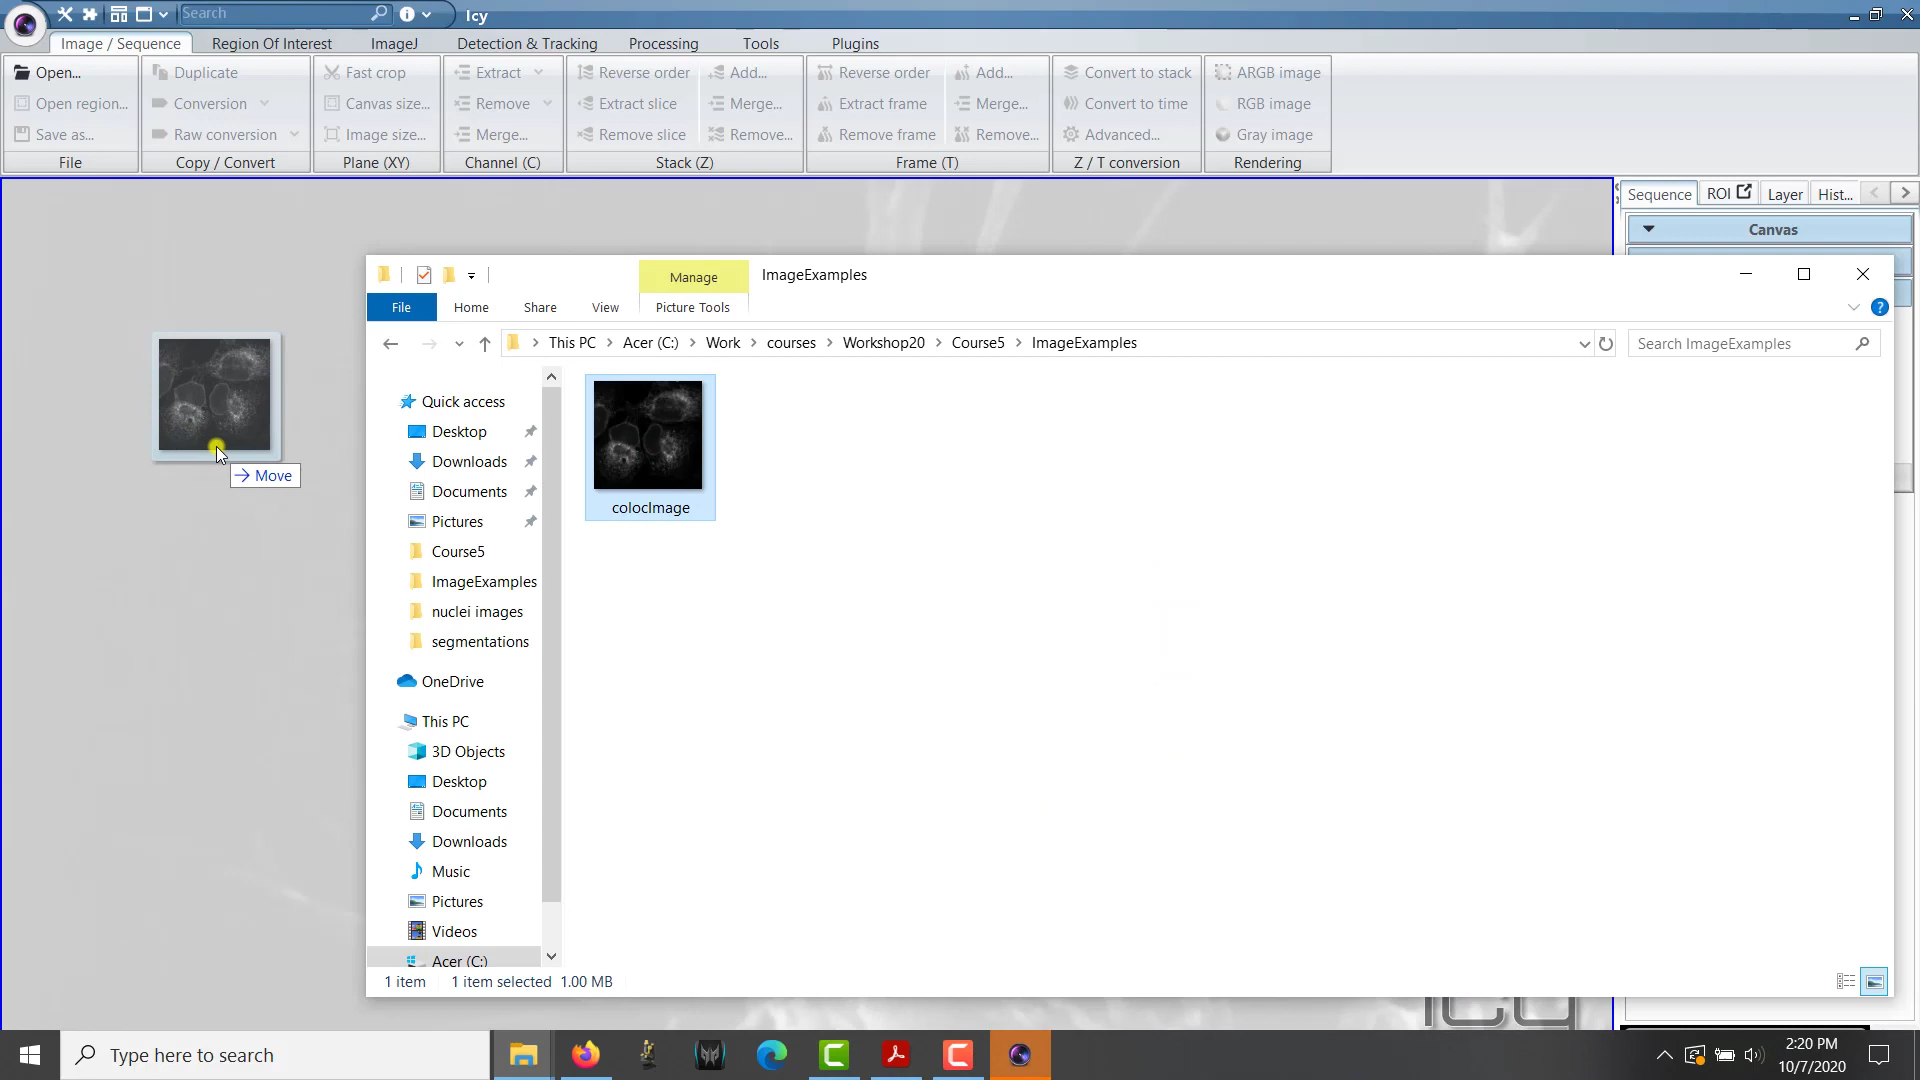 Search
Icy
Image / Sequence Region Of Interest ImageJ Detection & Tracking Processing Tools Plugins
Open... Duplicate Fast crop Extract Reverse order Add... Reverse order Add... Convert to stack ARGB image
Open region... Conversion Canvas size... Remove Extract slice Merge... Extract frame Merge... Convert to time RGB image
Save as... Raw conversion Image size... Merge... Remove slice Remove... Remove frame Remove... Advanced... Gray image
File Copy / Convert Plane (XY) Channel (C) Stack (Z) Frame (T) Z / T conversion Rendering
Sequence ROI Layer Hist...
Canvas
Manage ImageExamples
File Home Share View Picture Tools
This PC Acer (C:) Work courses Workshop20 Course5 ImageExamples
Search ImageExamples
Move
Quick access
Desktop
Downloads
Documents
Pictures
Course5
ImageExamples
nuclei images
segmentations
OneDrive
This PC
3D Objects
Desktop
Documents
Downloads
Music
Pictures
Videos
Acer (C:)
colocImage
1 item 1 item selected 1.00 MB
icy
Type here to search
2:20 PM
10/7/2020